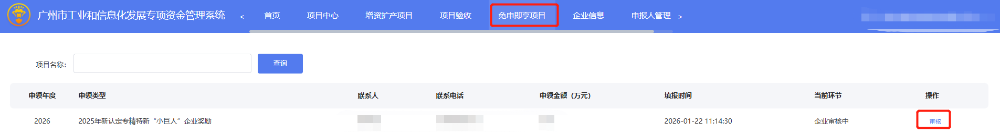 广州市工业和信息化发展专项资金管理系统 < 首页 项目中心 增资扩产项目 项目验收 免申即享项目 企业信息 申报人管理 >
项目名称: 查询
申领年度 申领类型 联系人 联系电话 申领金额（万元） 填报时间 当前环节 操作
2026 2025年新认定专精特新“小巨人”企业奖励 2026-01-22 11:14:30 企业审核中 审核